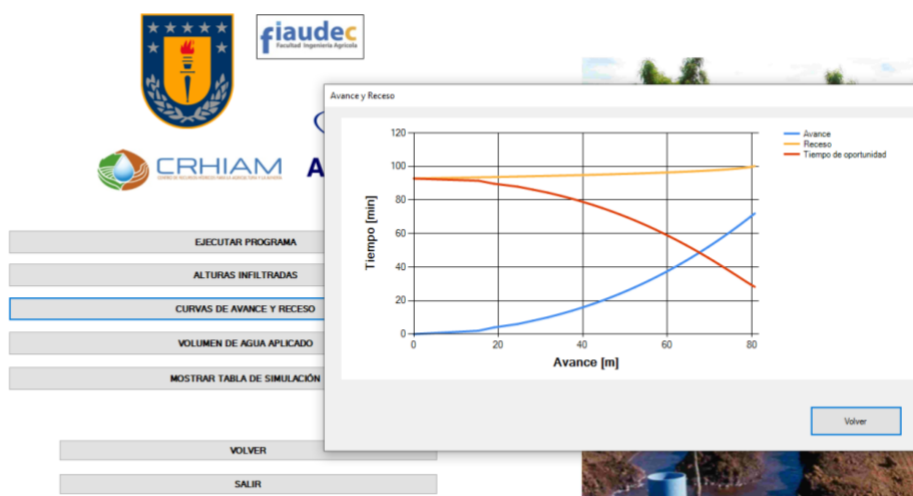 fiaudec
Facultad Ingeniería Agrícola
CRHIAM
A
EJECUTAR PROGRAMA
ALTURAS INFILTRADAS
CURVAS DE AVANCE Y RECESO
VOLUMEN DE AGUA APLICADO
MOSTRAR TABLA DE SIMULACIÓN
VOLVER
SALIR
Avance y Receso
Tiempo [min]
120
100
80
60
40
20
0
0 20 40 60 80
Avance [m]
Avance
Receso
Tiempo de oportunidad
Volver